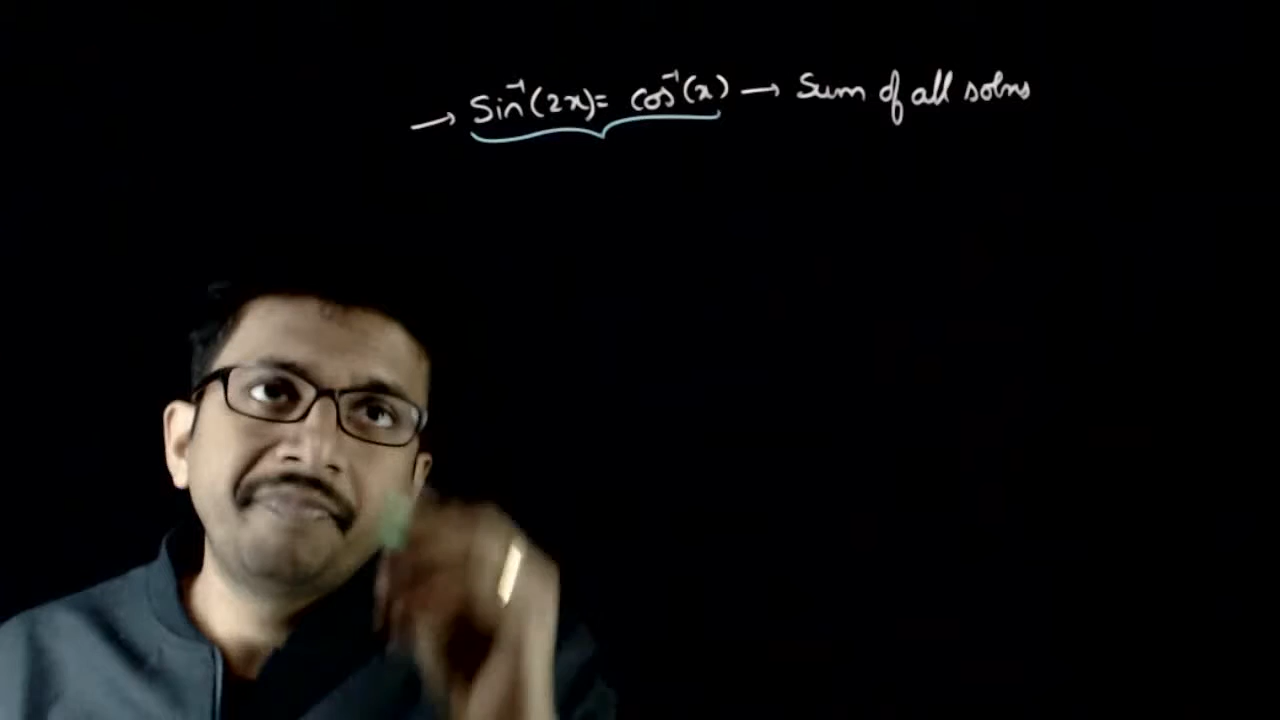 → Sin⁻¹(2x) = cos⁻¹(x) → Sum of all solns